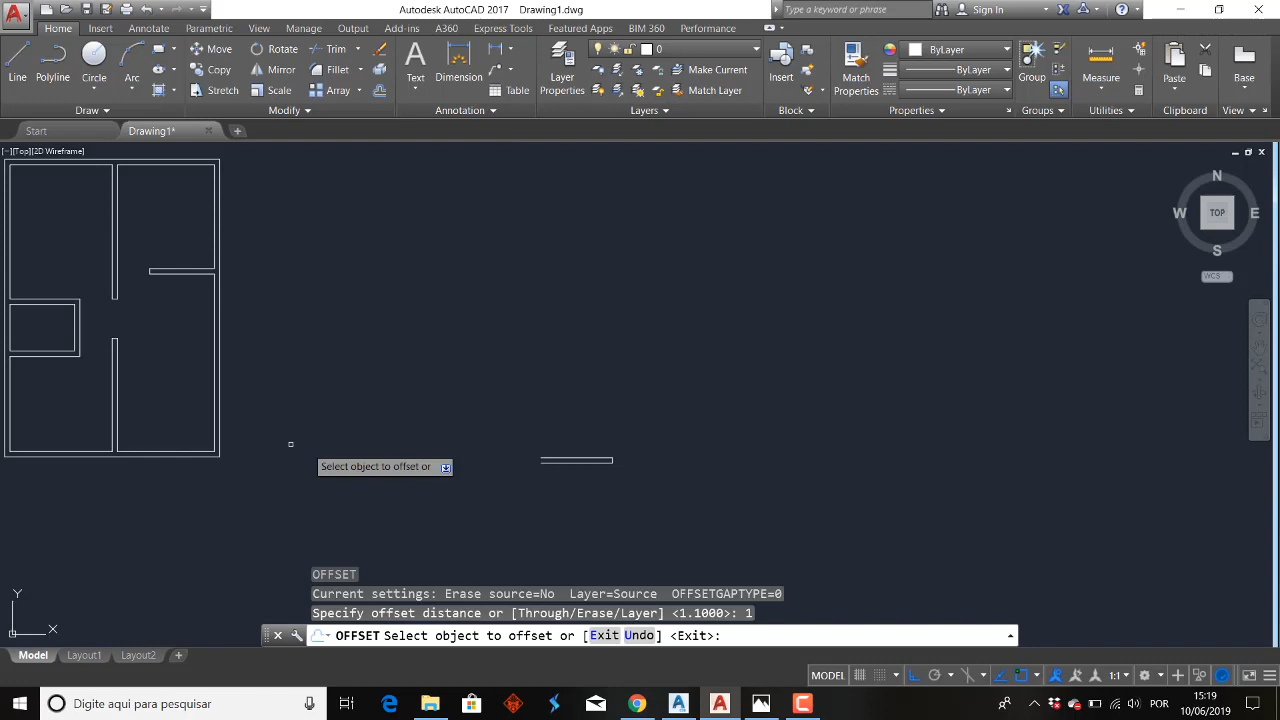 Autodesk AutoCAD 2017 Drawing1.dwg
Type a keyword or phrase
Sign In
Home Insert Annotate Parametric View Manage Output Add-ins A360 Express Tools Featured Apps BIM 360 Performance
Line Polyline Circle Arc
Move Rotate Trim
Copy Mirror Fillet
Stretch Scale Array
Text Dimension Table
Layer Properties
0
Make Current
Match Layer
Insert
Match Properties
ByLayer
ByLayer
ByLayer
Group
Measure
Paste
Base
Draw Modify Annotation Layers Block Properties Groups Utilities Clipboard View
Start Drawing1*
[−][Top][2D Wireframe]
N
W TOP E
S
WCS
Select object to offset or
OFFSET
Current settings: Erase source=No Layer=Source OFFSETGAPTYPE=0
Specify offset distance or [Through/Erase/Layer] <1.1000>: 1
OFFSET Select object to offset or [Exit Undo] <Exit>:
Y
X
Model Layout1 Layout2
MODEL 1:1
Digite aqui para pesquisar
POR
15:19
10/06/2019